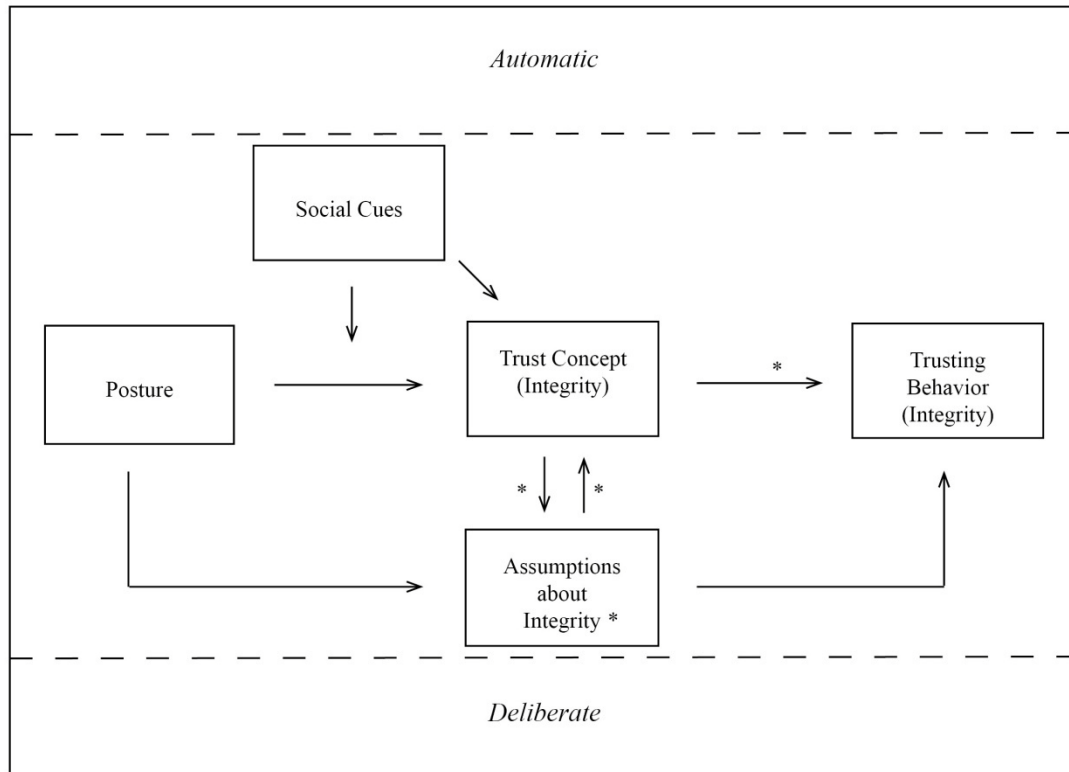 Automatic
Social Cues
Posture
Trust Concept
(Integrity)
*
Trusting
Behavior
(Integrity)
*
*
Assumptions
about
Integrity *
Deliberate